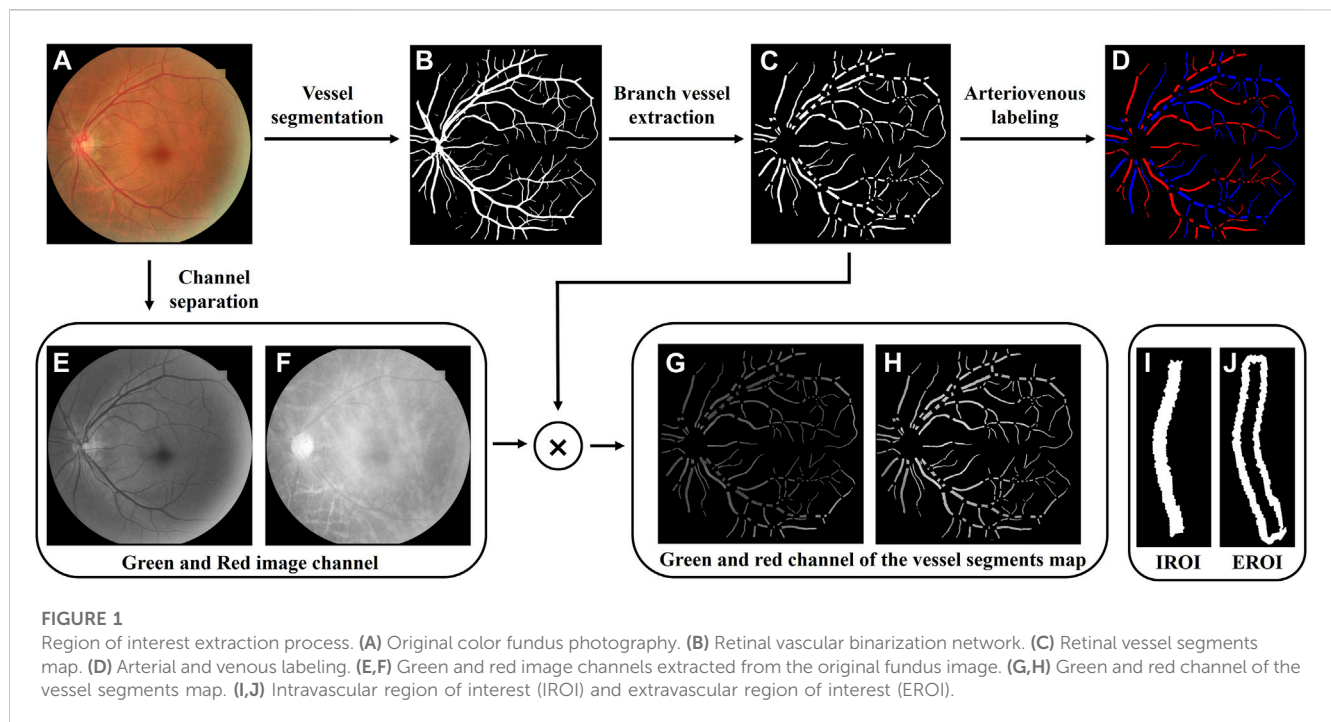 A
Vessel
segmentation
B
Branch vessel
extraction
C
Arteriovenous
labeling
D
Channel
separation
E
F
Green and Red image channel
×
G
H
Green and red channel of the vessel segments map
I
J
IROI
EROI
FIGURE 1
Region of interest extraction process. (A) Original color fundus photography. (B) Retinal vascular binarization network. (C) Retinal vessel segments
map. (D) Arterial and venous labeling. (E,F) Green and red image channels extracted from the original fundus image. (G,H) Green and red channel of the
vessel segments map. (I,J) Intravascular region of interest (IROI) and extravascular region of interest (EROI).